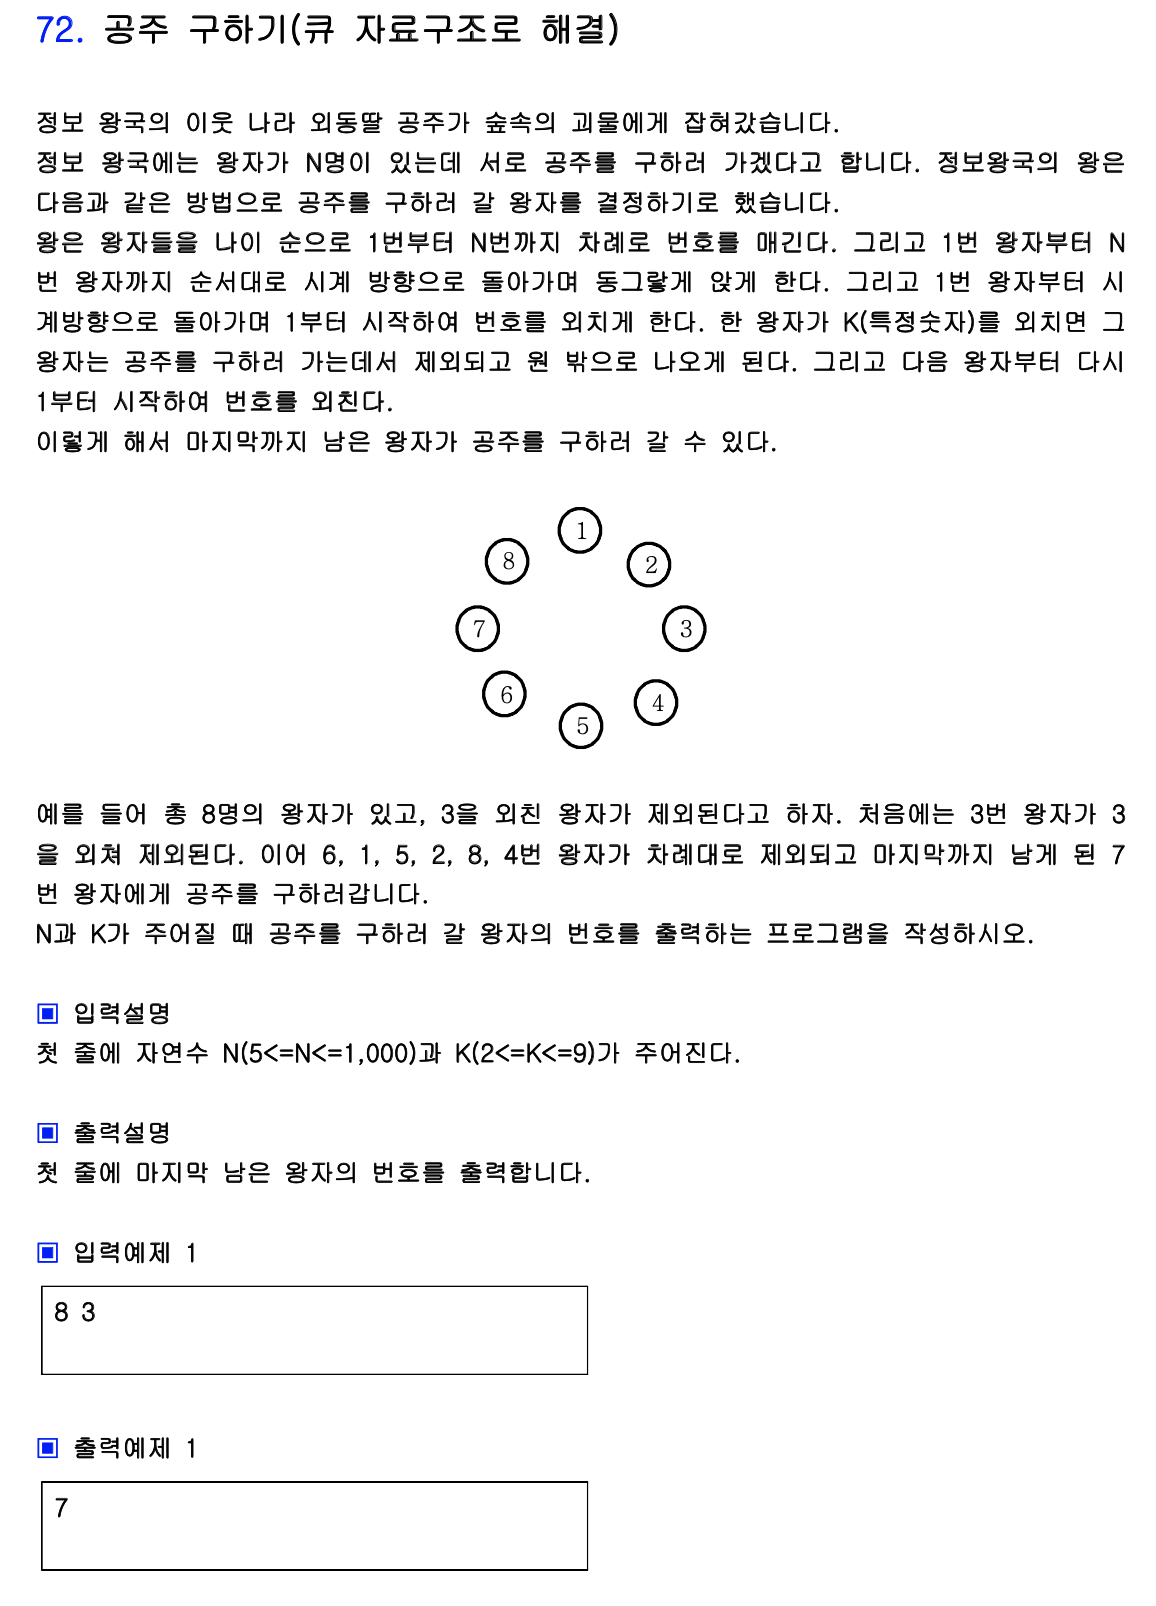 72. 공주 구하기(큐 자료구조로 해결)
정보 왕국의 이웃 나라 외동딸 공주가 숲속의 괴물에게 잡혀갔습니다.
정보 왕국에는 왕자가 N명이 있는데 서로 공주를 구하러 가겠다고 합니다. 정보왕국의 왕은
다음과 같은 방법으로 공주를 구하러 갈 왕자를 결정하기로 했습니다.
왕은 왕자들을 나이 순으로 1번부터 N번까지 차례로 번호를 매긴다. 그리고 1번 왕자부터 N
번 왕자까지 순서대로 시계 방향으로 돌아가며 동그랗게 앉게 한다. 그리고 1번 왕자부터 시
계방향으로 돌아가며 1부터 시작하여 번호를 외치게 한다. 한 왕자가 K(특정숫자)를 외치면 그
왕자는 공주를 구하러 가는데서 제외되고 원 밖으로 나오게 된다. 그리고 다음 왕자부터 다시
1부터 시작하여 번호를 외친다.
이렇게 해서 마지막까지 남은 왕자가 공주를 구하러 갈 수 있다.
1
8
2
7
3
6
4
5
예를 들어 총 8명의 왕자가 있고, 3을 외친 왕자가 제외된다고 하자. 처음에는 3번 왕자가 3
을 외쳐 제외된다. 이어 6, 1, 5, 2, 8, 4번 왕자가 차례대로 제외되고 마지막까지 남게 된 7
번 왕자에게 공주를 구하러갑니다.
N과 K가 주어질 때 공주를 구하러 갈 왕자의 번호를 출력하는 프로그램을 작성하시오.
▣ 입력설명
첫 줄에 자연수 N(5<=N<=1,000)과 K(2<=K<=9)가 주어진다.
▣ 출력설명
첫 줄에 마지막 남은 왕자의 번호를 출력합니다.
▣ 입력예제 1
8 3
▣ 출력예제 1
7